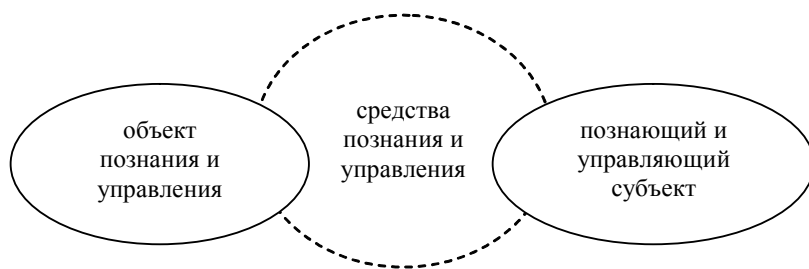 объект
познания и
управления
средства
познания и
управления
познающий и
управляющий
субъект